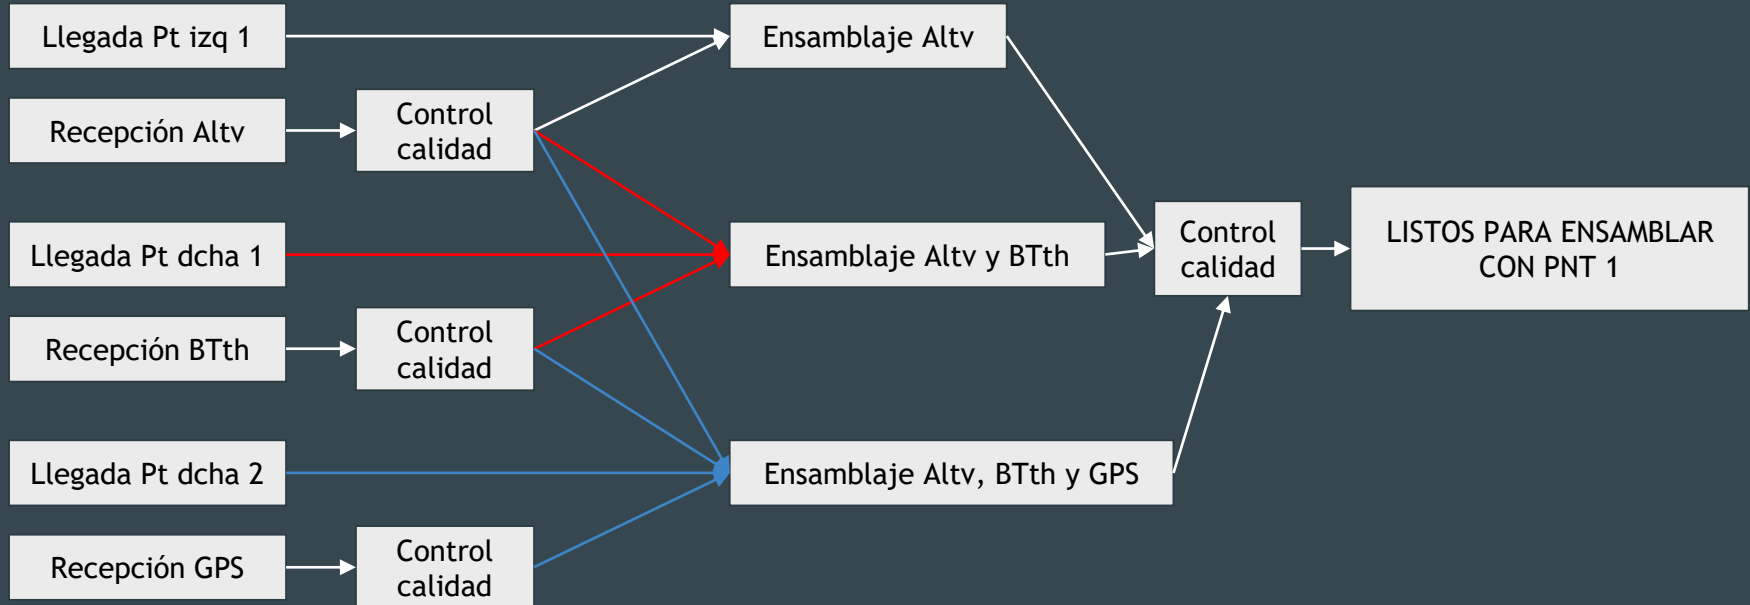 Llegada Pt izq 1
Ensamblaje Altv
Recepción Altv
Control
calidad
Llegada Pt dcha 1
Ensamblaje Altv y BTth
Control
calidad
LISTOS PARA ENSAMBLAR
CON PNT 1
Recepción BTth
Control
calidad
Llegada Pt dcha 2
Ensamblaje Altv, BTth y GPS
Recepción GPS
Control
calidad